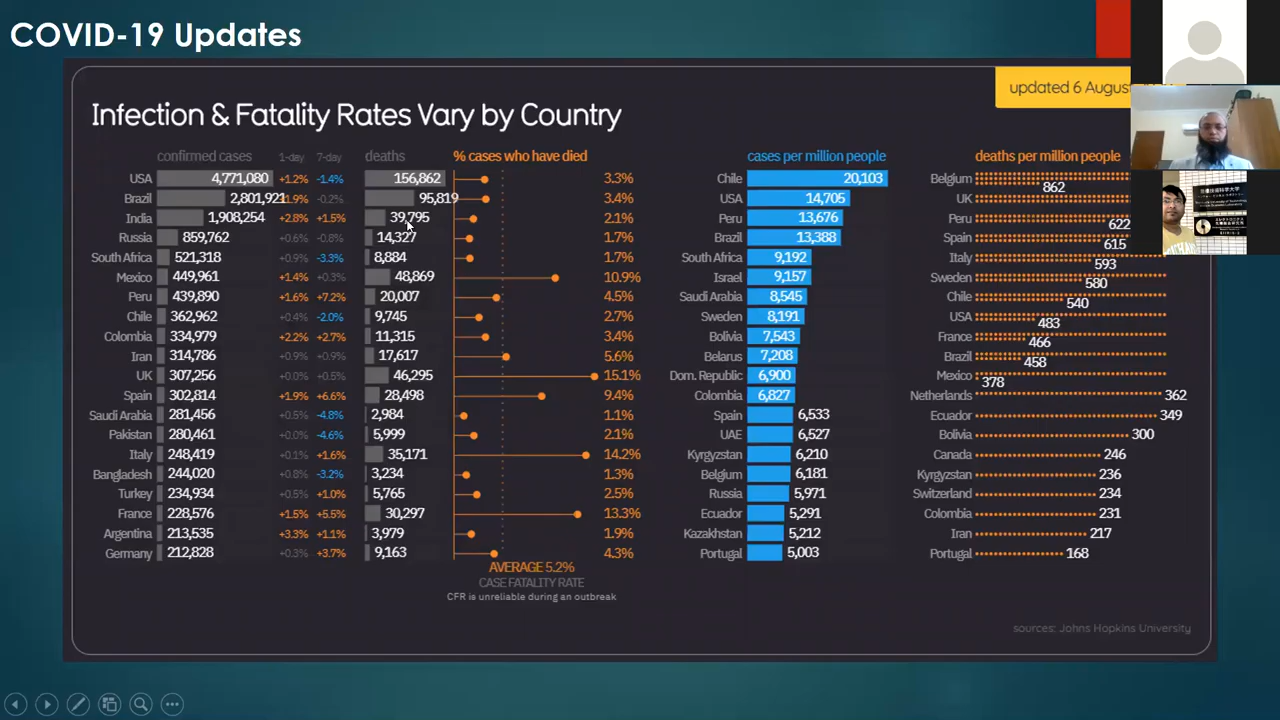 COVID-19 Updates
updated 6 Augus
Infection & Fatality Rates Vary by Country
confirmed cases 1-day 7-day deaths % cases who have died
USA 4,771,080 +1.2% -1.4% 156,862 3.3%
Brazil 2,801,921 +1.9% -0.2% 95,819 3.4%
India 1,908,254 +2.8% +1.5% 39,795 2.1%
Russia 859,762 +0.6% -0.8% 14,327 1.7%
South Africa 521,318 +0.9% -3.3% 8,884 1.7%
Mexico 449,961 +1.4% +0.3% 48,869 10.9%
Peru 439,890 +1.6% +7.2% 20,007 4.5%
Chile 362,962 +0.4% -2.0% 9,745 2.7%
Colombia 334,979 +2.2% +2.7% 11,315 3.4%
Iran 314,786 +0.9% +0.9% 17,617 5.6%
UK 307,256 +0.0% +0.5% 46,295 15.1%
Spain 302,814 +1.9% +6.6% 28,498 9.4%
Saudi Arabia 281,456 +0.5% -4.8% 2,984 1.1%
Pakistan 280,461 +0.0% -4.6% 5,999 2.1%
Italy 248,419 +0.1% +1.6% 35,171 14.2%
Bangladesh 244,020 +0.8% -3.2% 3,234 1.3%
Turkey 234,934 +0.5% +1.0% 5,765 2.5%
France 228,576 +1.5% +5.5% 30,297 13.3%
Argentina 213,535 +3.3% +1.1% 3,979 1.9%
Germany 212,828 +0.3% +3.7% 9,163 4.3%
AVERAGE 5.2%
CASE FATALITY RATE
CFR is unreliable during an outbreak
cases per million people
Chile 20,103
USA 14,705
Peru 13,676
Brazil 13,388
South Africa 9,192
Israel 9,157
Saudi Arabia 8,545
Sweden 8,191
Bolivia 7,543
Belarus 7,208
Dom. Republic 6,900
Colombia 6,827
Spain 6,533
UAE 6,527
Kyrgyzstan 6,210
Belgium 6,181
Russia 5,971
Ecuador 5,291
Kazakhstan 5,212
Portugal 5,003
deaths per million people
Belgium 862
UK
Peru 622
Spain 615
Italy 593
Sweden 580
Chile 540
USA 483
France 466
Brazil 458
Mexico 378
Netherlands 362
Ecuador 349
Bolivia 300
Canada 246
Kyrgyzstan 236
Switzerland 234
Colombia 231
Iran 217
Portugal 168
sources: Johns Hopkins University